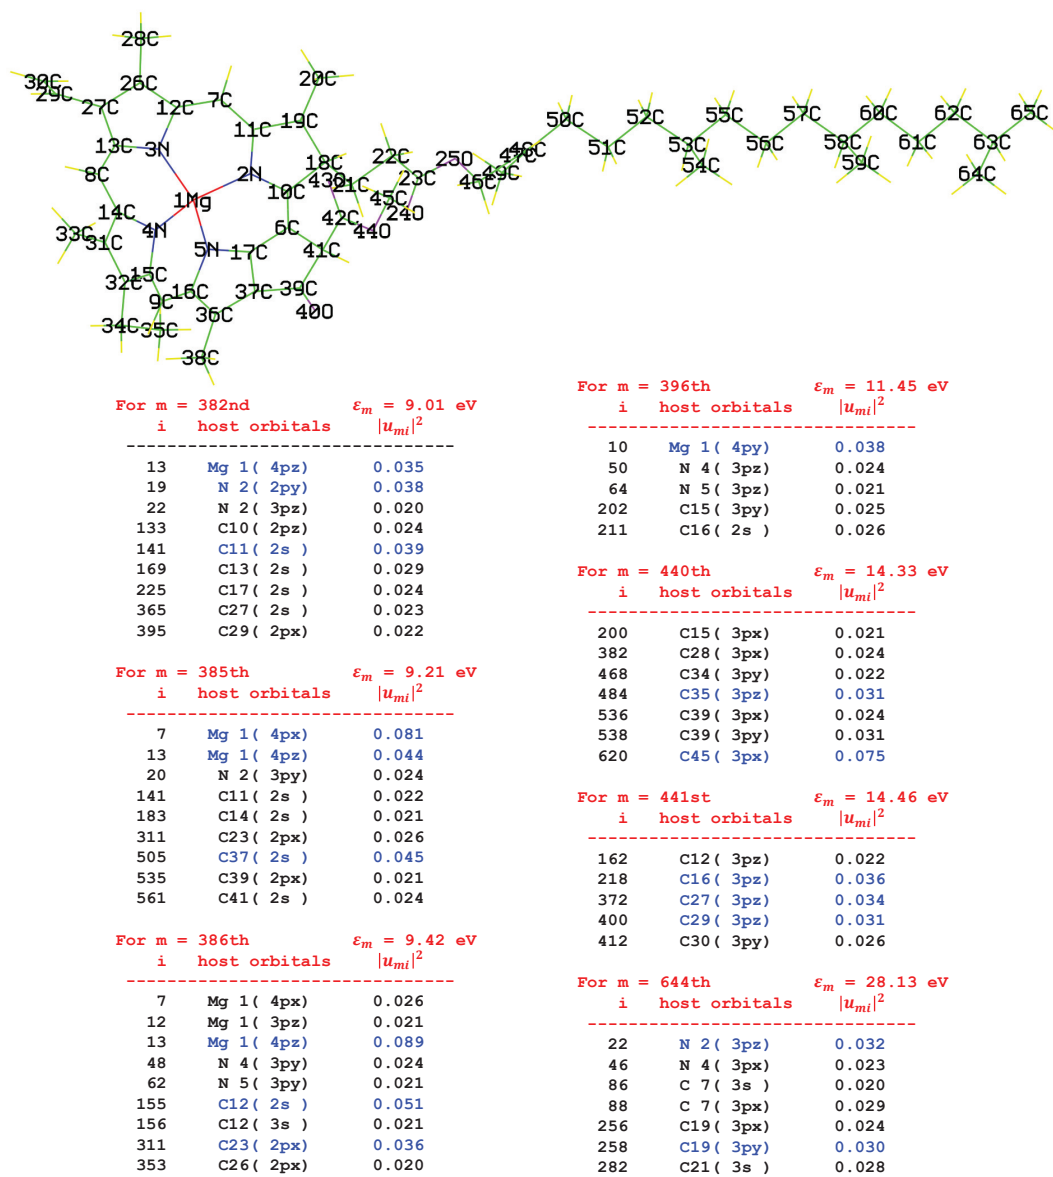 28C
30C
29C
26C
20C
27C
12C
7C
11C
19C
13C
3N
8C
2N
18C
43O
21C
22C
23C
25O
46C
47C
48C
49C
50C
51C
52C
53C
54C
55C
56C
57C
58C
59C
60C
61C
62C
63C
64C
65C
1Mg
10C
45C
24O
14C
4N
42C
44O
6C
33C
31C
5N
17C
41C
32C
15C
16C
37C
39C
9C
36C
40O
34C
35C
38C
For m = 382nd εm = 9.01 eV
i host orbitals |umi|²
----------------------------------
13 Mg 1( 4pz) 0.035
19 N 2( 2py) 0.038
22 N 2( 3pz) 0.020
133 C10( 2pz) 0.024
141 C11( 2s ) 0.039
169 C13( 2s ) 0.029
225 C17( 2s ) 0.024
365 C27( 2s ) 0.023
395 C29( 2px) 0.022
For m = 385th εm = 9.21 eV
i host orbitals |umi|²
----------------------------------
7 Mg 1( 4px) 0.081
13 Mg 1( 4pz) 0.044
20 N 2( 3py) 0.024
141 C11( 2s ) 0.022
183 C14( 2s ) 0.021
311 C23( 2px) 0.026
505 C37( 2s ) 0.045
535 C39( 2px) 0.021
561 C41( 2s ) 0.024
For m = 386th εm = 9.42 eV
i host orbitals |umi|²
----------------------------------
7 Mg 1( 4px) 0.026
12 Mg 1( 3pz) 0.021
13 Mg 1( 4pz) 0.089
48 N 4( 3py) 0.024
62 N 5( 3py) 0.021
155 C12( 2s ) 0.051
156 C12( 3s ) 0.021
311 C23( 2px) 0.036
353 C26( 2px) 0.020
For m = 396th εm = 11.45 eV
i host orbitals |umi|²
----------------------------------
10 Mg 1( 4py) 0.038
50 N 4( 3pz) 0.024
64 N 5( 3pz) 0.021
202 C15( 3py) 0.025
211 C16( 2s ) 0.026
For m = 440th εm = 14.33 eV
i host orbitals |umi|²
----------------------------------
200 C15( 3px) 0.021
382 C28( 3px) 0.024
468 C34( 3py) 0.022
484 C35( 3pz) 0.031
536 C39( 3px) 0.024
538 C39( 3py) 0.031
620 C45( 3px) 0.075
For m = 441st εm = 14.46 eV
i host orbitals |umi|²
----------------------------------
162 C12( 3pz) 0.022
218 C16( 3pz) 0.036
372 C27( 3pz) 0.034
400 C29( 3pz) 0.031
412 C30( 3py) 0.026
For m = 644th εm = 28.13 eV
i host orbitals |umi|²
----------------------------------
22 N 2( 3pz) 0.032
46 N 4( 3px) 0.023
86 C 7( 3s ) 0.020
88 C 7( 3px) 0.029
256 C19( 3px) 0.024
258 C19( 3py) 0.030
282 C21( 3s ) 0.028